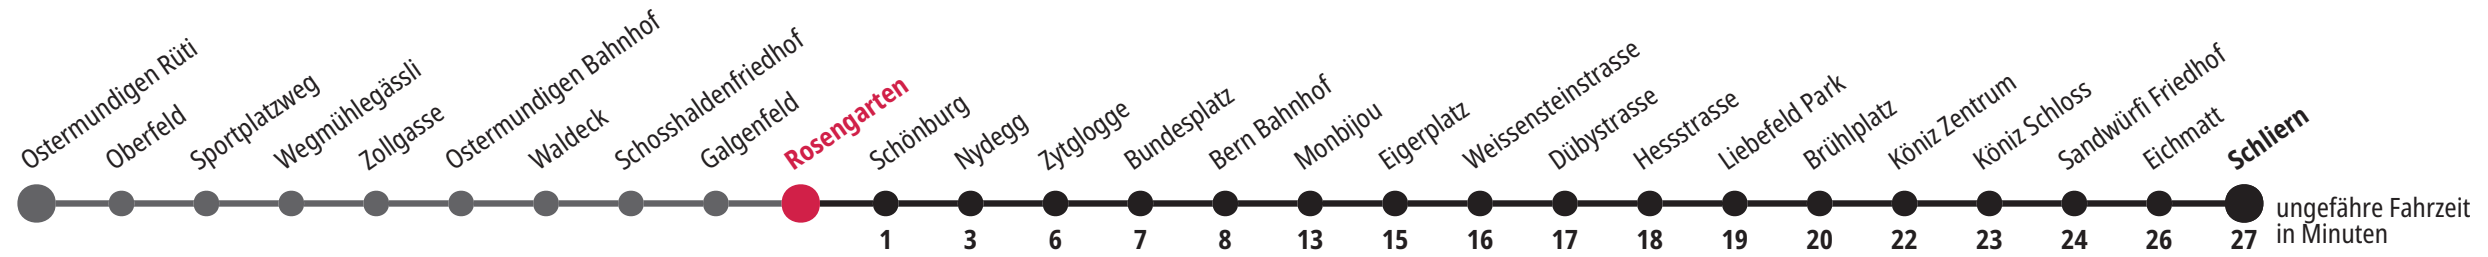 Ostermundigen Rüti
Oberfeld
Sportplatzweg
Wegmühlegässli
Zollgasse
Ostermundigen Bahnhof
Waldeck
Schosshaldenfriedhof
Galgenfeld
Rosengarten
Schönburg
Nydegg
Zytglogge
Bundesplatz
Bern Bahnhof
Monbijou
Eigerplatz
Weissensteinstrasse
Dübystrasse
Hessstrasse
Liebefeld Park
Brühlplatz
Köniz Zentrum
Köniz Schloss
Sandwürfi Friedhof
Eichmatt
Schliern
1 3 6 7 8 13 15 16 17 18 19 20 22 23 24 26 27
ungefähre Fahrzeit
in Minuten